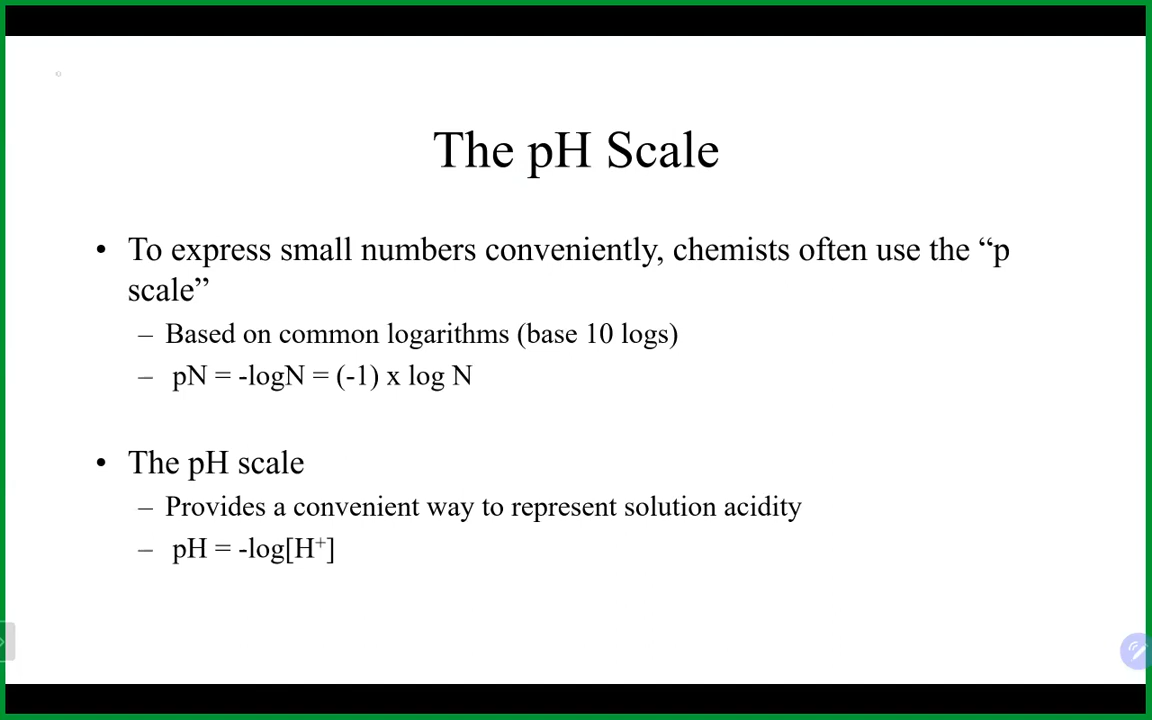 The pH Scale
• To express small numbers conveniently, chemists often use the “p
scale”
– Based on common logarithms (base 10 logs)
– pN = -logN = (-1) x log N
• The pH scale
– Provides a convenient way to represent solution acidity
– pH = -log[H⁺]